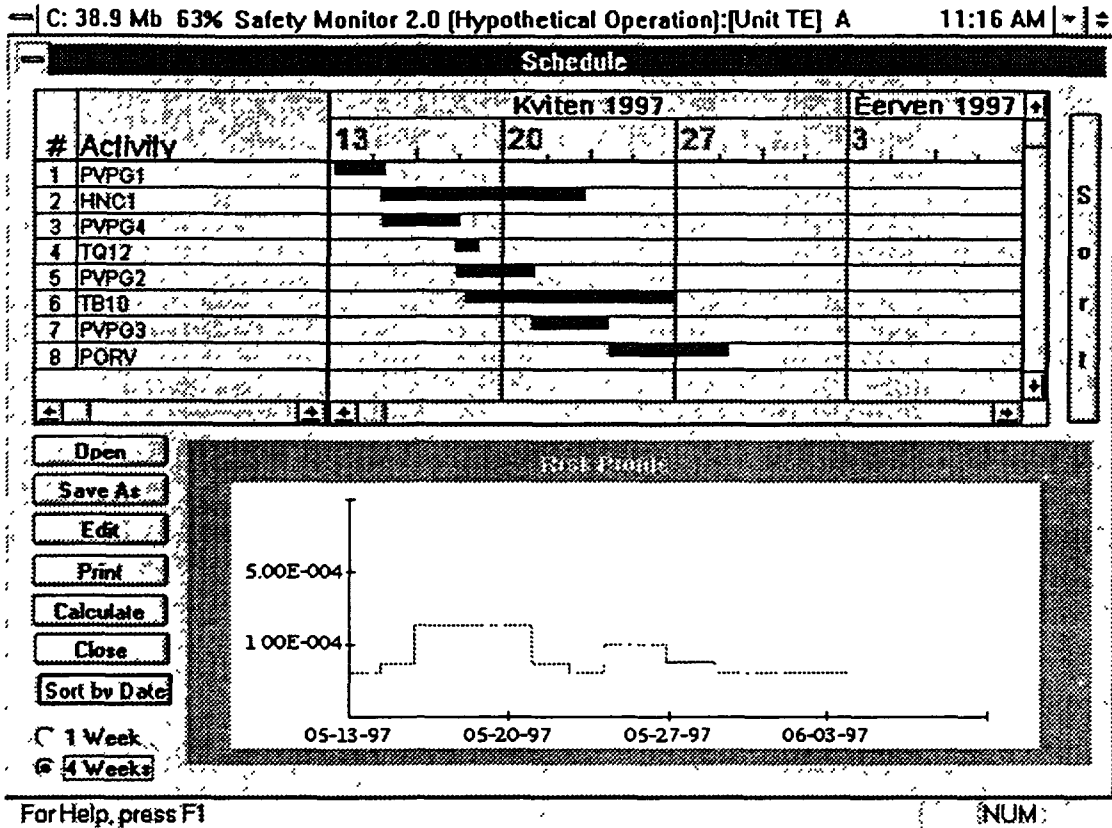 C: 38.9 Mb 63% Safety Monitor 2.0 (Hypothetical Operation):[Unit TE] A 11:16 AM
Schedule
Kviten 1997 Eerven 1997
# Activity 13 20 27 3
1 PVPG1
2 HNC1
3 PVPG4
4 TQ12
5 PVPG2
6 TB10
7 PVPG3
8 PORV
Sort
Open
Save As
Edit
Print
Calculate
Close
Sort by Date
1 Week
4 Weeks
Risk Profile
5.00E-004
1 00E-004
05-13-97 05-20-97 05-27-97 06-03-97
For Help, press F1 NUM